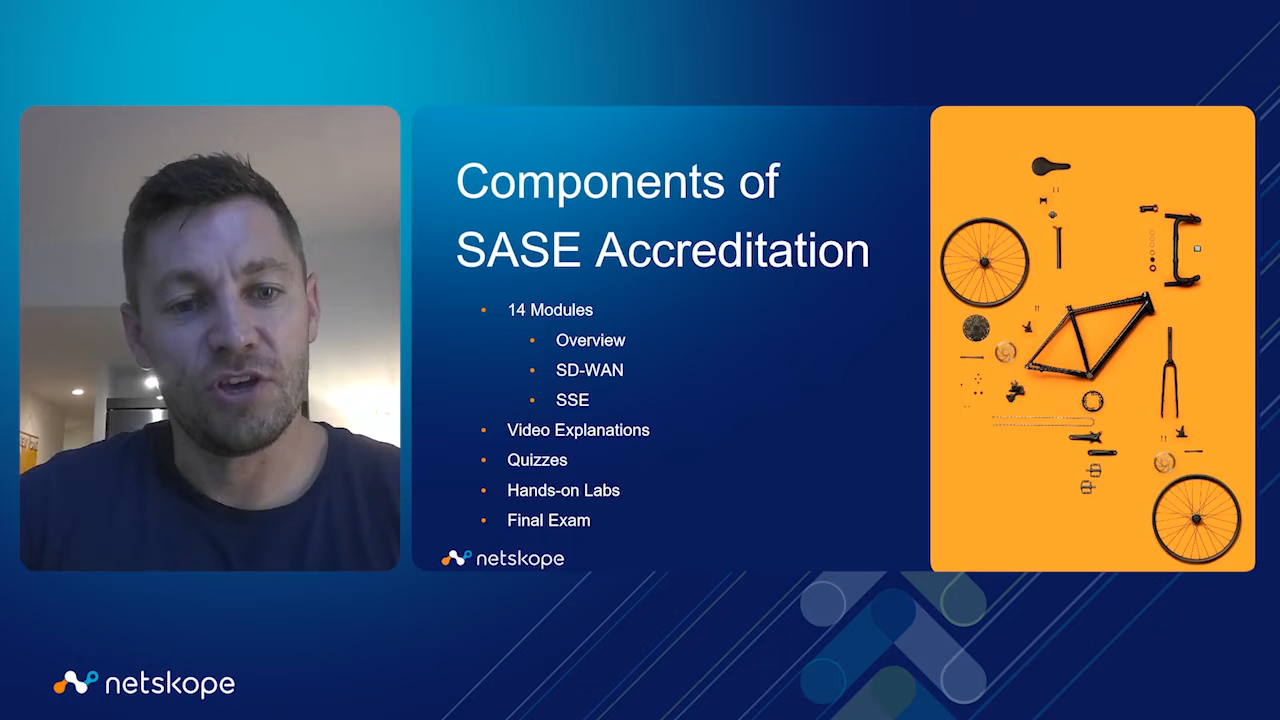 Components of
SASE Accreditation
14 Modules
Overview
SD-WAN
SSE
Video Explanations
Quizzes
Hands-on Labs
Final Exam
netskope
netskope